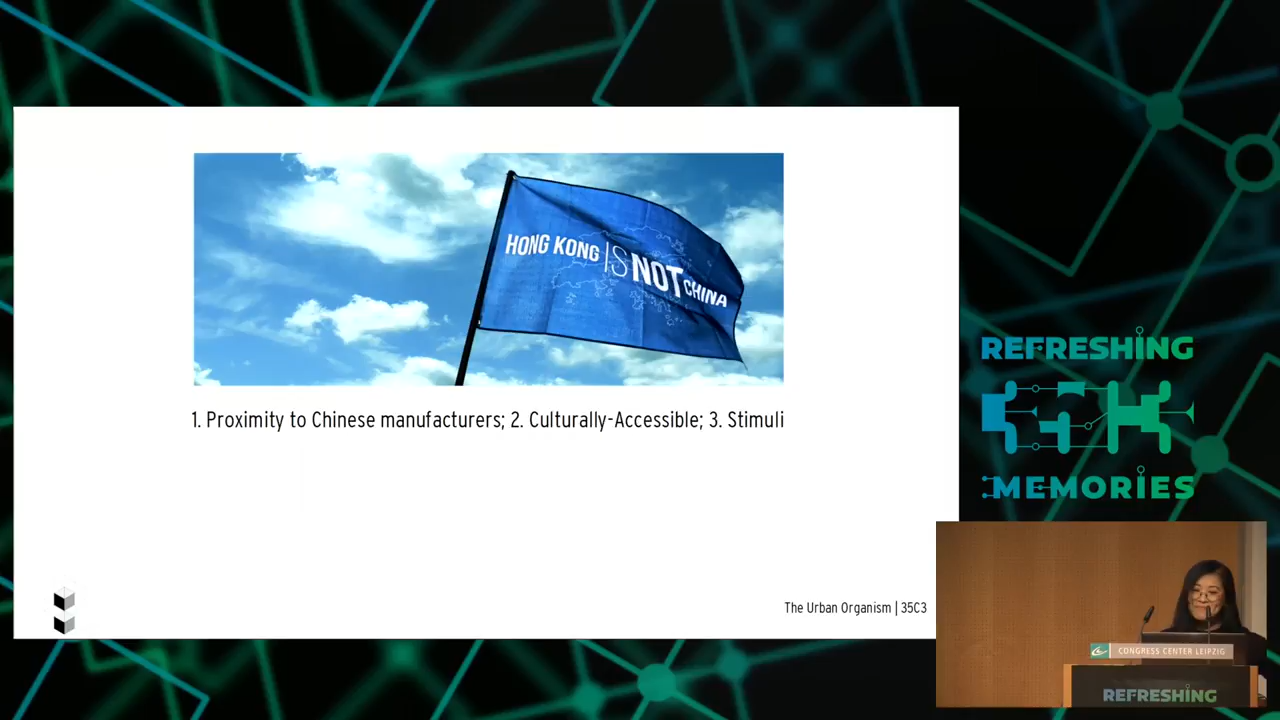 HONG KONG IS NOT CHINA
1. Proximity to Chinese manufacturers; 2. Culturally-Accessible; 3. Stimuli
The Urban Organism | 35C3
REFRESHING
MEMORIES
CONGRESS CENTER LEIPZIG
REFRESHING